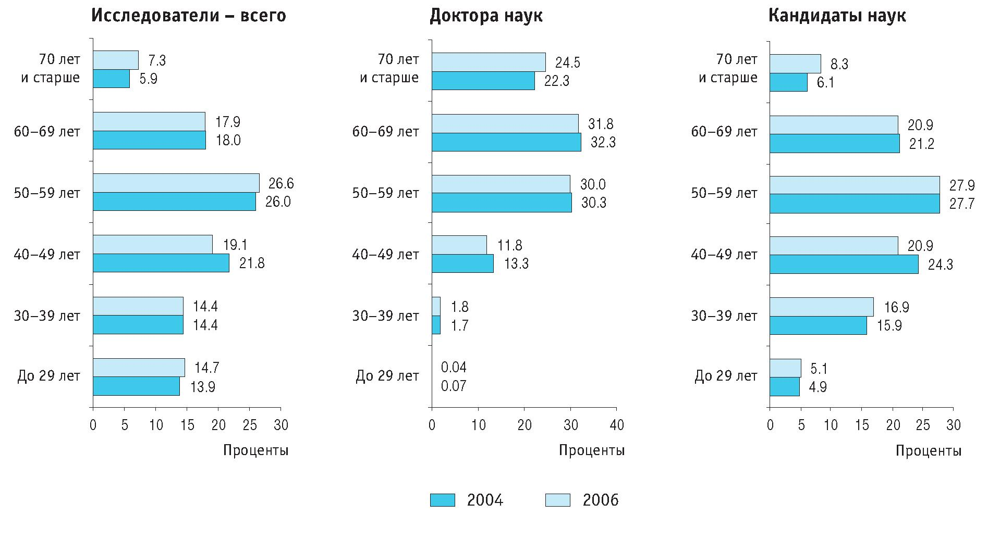 Исследователи – всего
70 лет
и старше
7.3
5.9
60–69 лет
17.9
18.0
50–59 лет
26.6
26.0
40–49 лет
19.1
21.8
30–39 лет
14.4
14.4
До 29 лет
14.7
13.9
0 5 10 15 20 25 30
Проценты
Доктора наук
70 лет
и старше
24.5
22.3
60–69 лет
31.8
32.3
50–59 лет
30.0
30.3
40–49 лет
11.8
13.3
30–39 лет
1.8
1.7
До 29 лет
0.04
0.07
0 10 20 30 40
Проценты
Кандидаты наук
70 лет
и старше
8.3
6.1
60–69 лет
20.9
21.2
50–59 лет
27.9
27.7
40–49 лет
20.9
24.3
30–39 лет
16.9
15.9
До 29 лет
5.1
4.9
0 5 10 15 20 25 30
Проценты
2004 2006